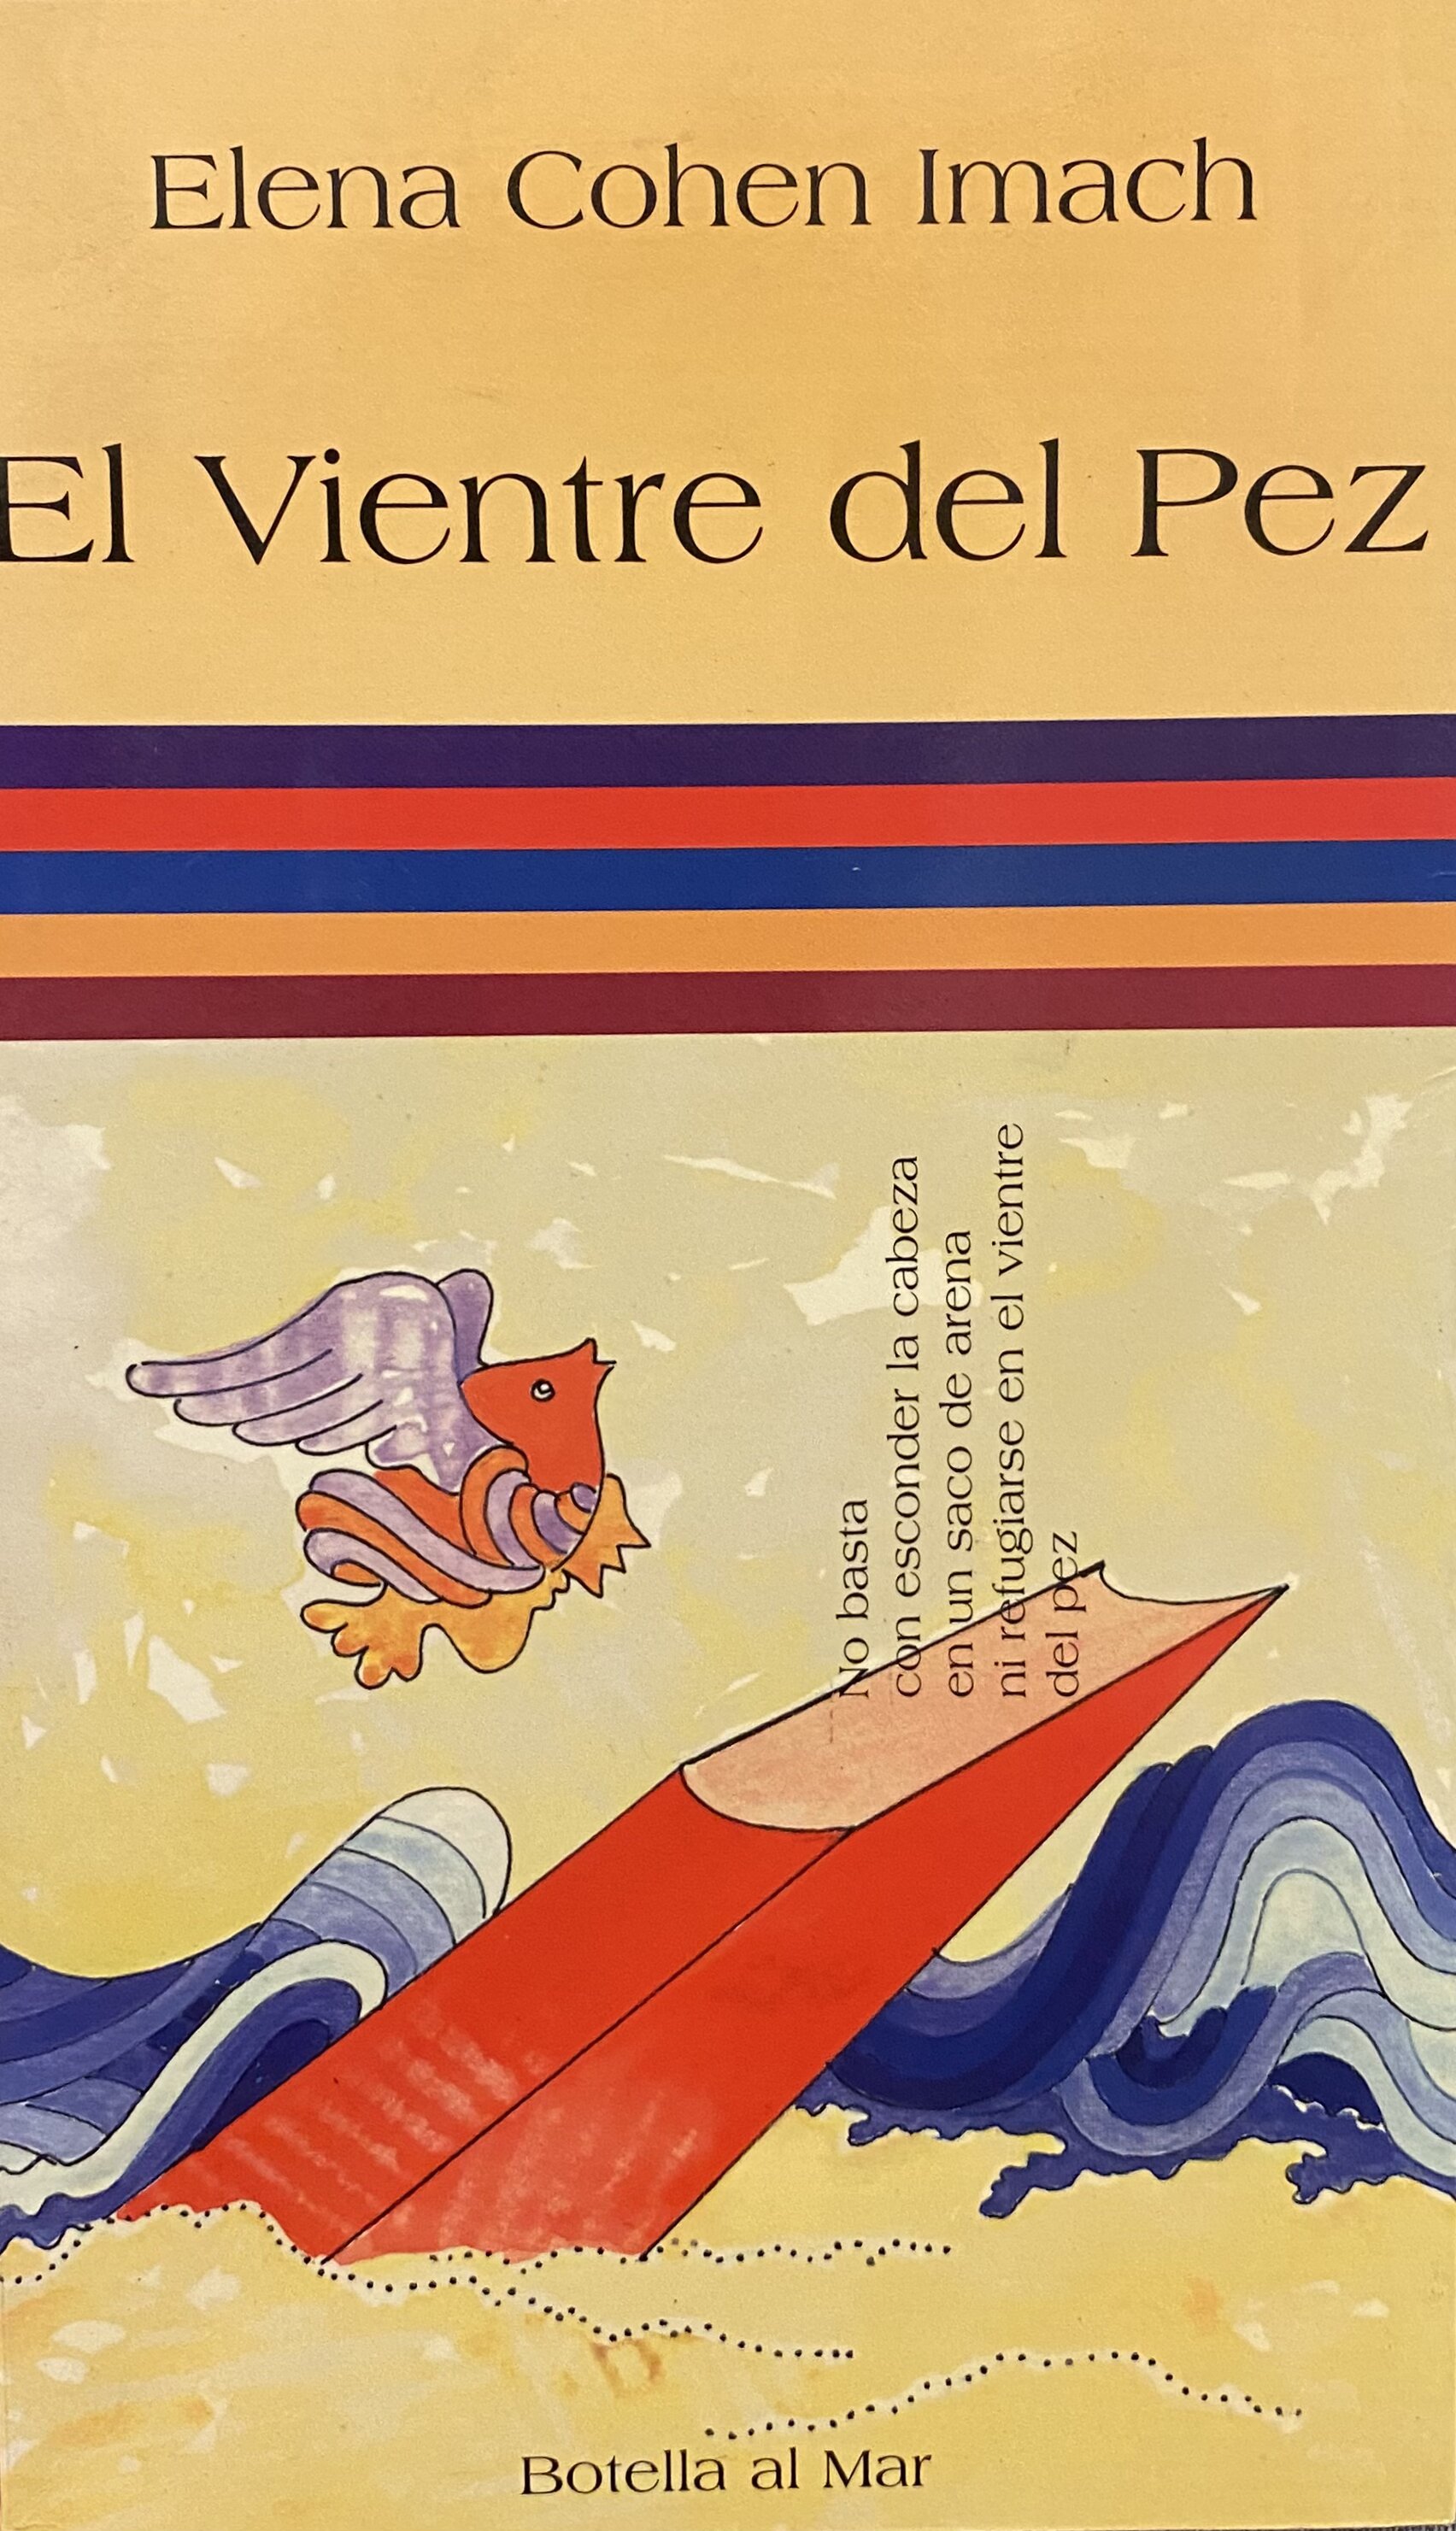 Elena Cohen Imach
El Vientre del Pez
No basta
con esconder la cabeza
en un saco de arena
ni refugiarse en el vientre
del pez
Botella al Mar